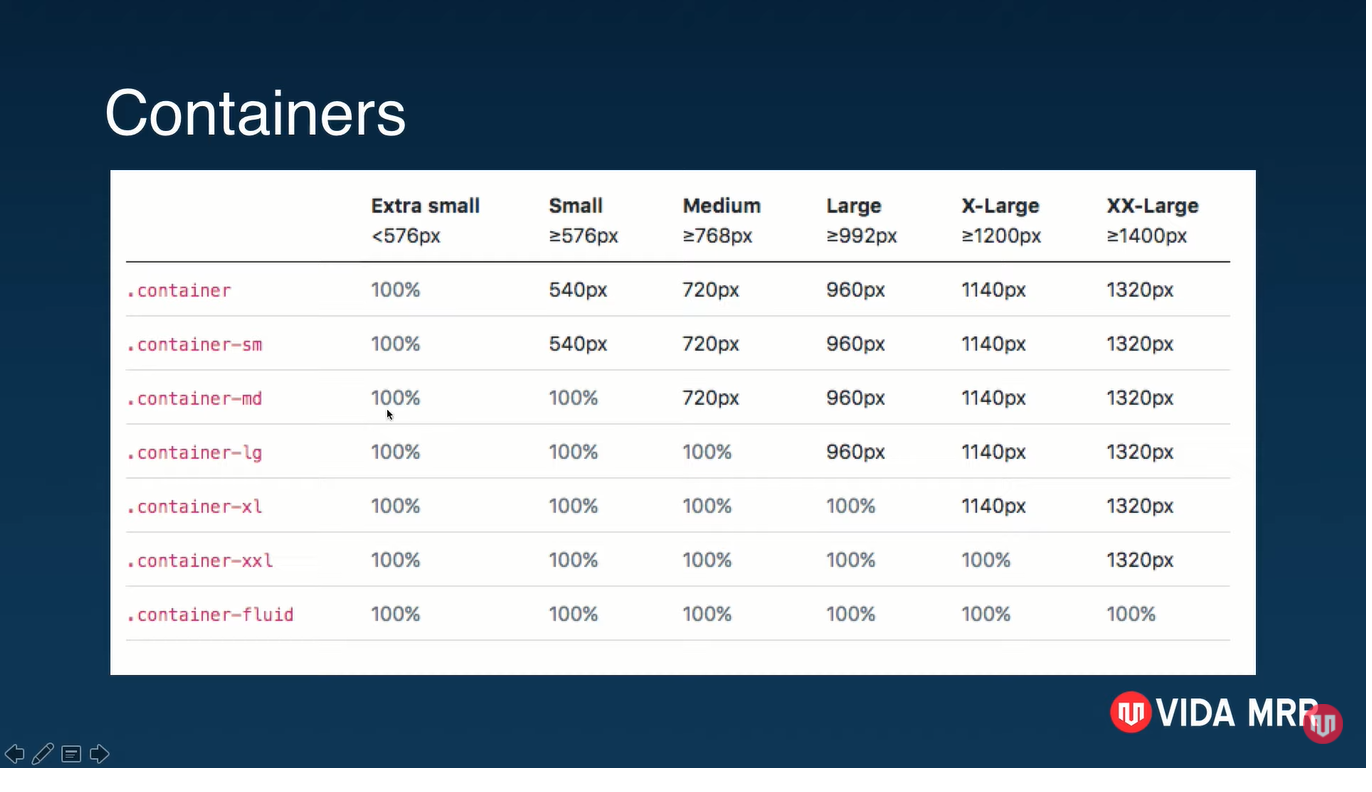 Containers
Extra small Small Medium Large X-Large XX-Large
<576px ≥576px ≥768px ≥992px ≥1200px ≥1400px
.container 100% 540px 720px 960px 1140px 1320px
.container-sm 100% 540px 720px 960px 1140px 1320px
.container-md 100% 100% 720px 960px 1140px 1320px
.container-lg 100% 100% 100% 960px 1140px 1320px
.container-xl 100% 100% 100% 100% 1140px 1320px
.container-xxl 100% 100% 100% 100% 100% 1320px
.container-fluid 100% 100% 100% 100% 100% 100%
VIDA MRR